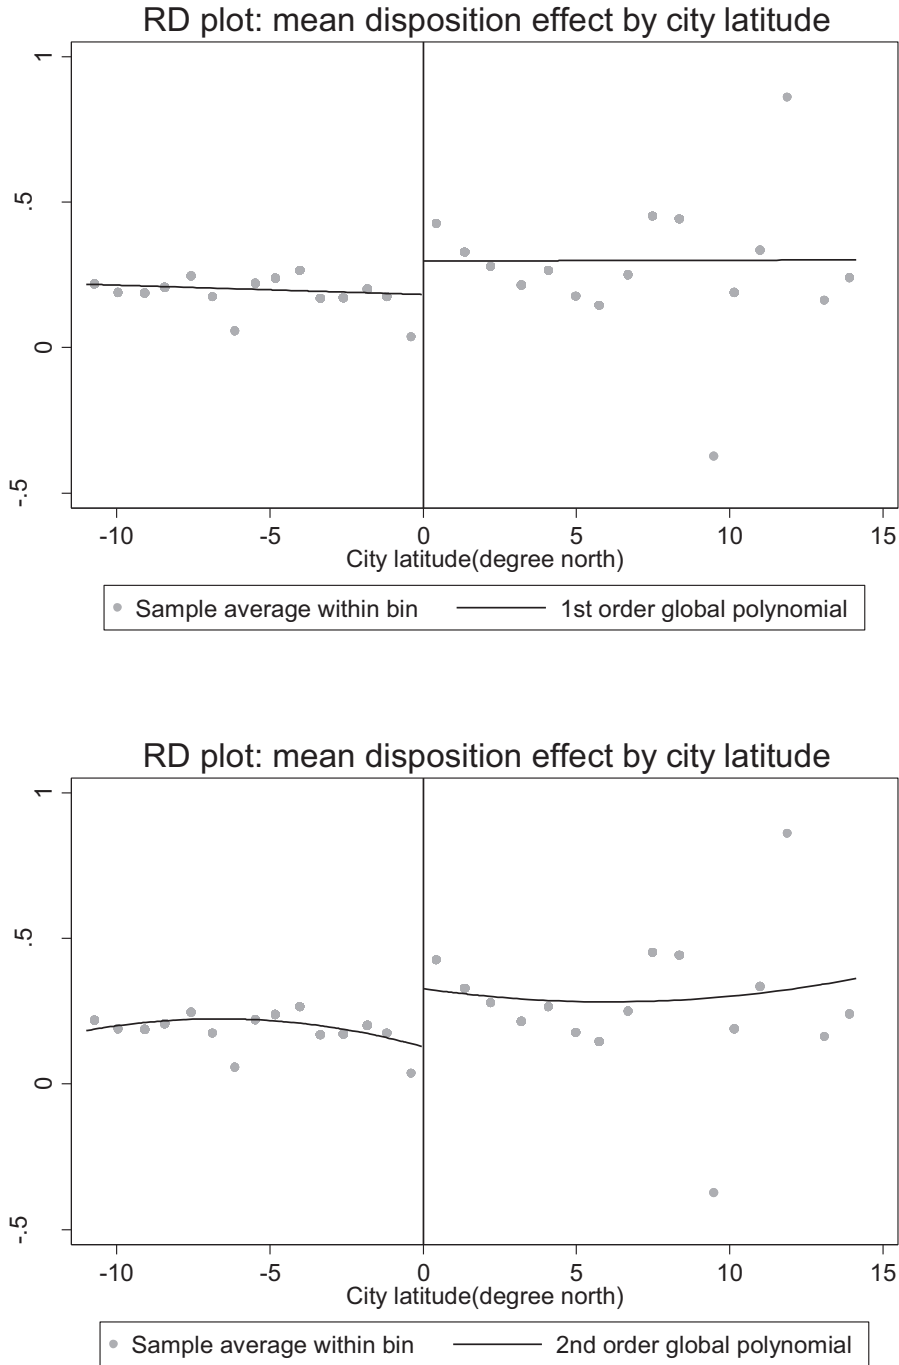 RD plot: mean disposition effect by city latitude
1
.5
0
-.5
-10 -5 0 5 10 15
City latitude(degree north)
Sample average within bin 1st order global polynomial
RD plot: mean disposition effect by city latitude
1
.5
0
-.5
-10 -5 0 5 10 15
City latitude(degree north)
Sample average within bin 2nd order global polynomial